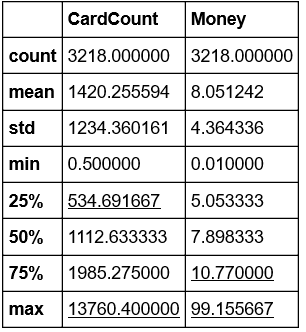 CardCount Money
count 3218.000000 3218.000000
mean 1420.255594 8.051242
std 1234.360161 4.364336
min 0.500000 0.010000
25% 534.691667 5.053333
50% 1112.633333 7.898333
75% 1985.275000 10.770000
max 13760.400000 99.155667